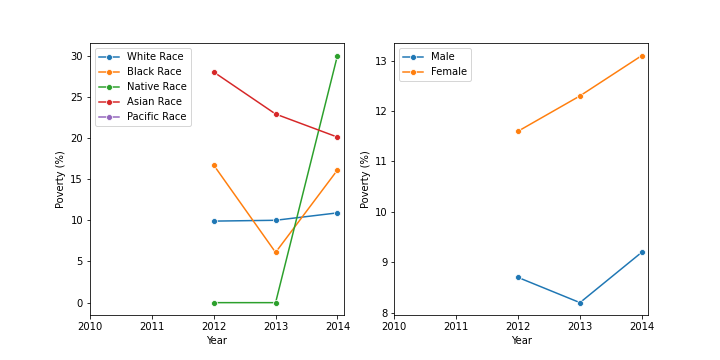 White Race
Black Race
Native Race
Asian Race
Pacific Race
30
25
20
15
10
5
0
Poverty (%)
2010 2011 2012 2013 2014
Year
Male
Female
13
12
11
10
9
8
Poverty (%)
2010 2011 2012 2013 2014
Year